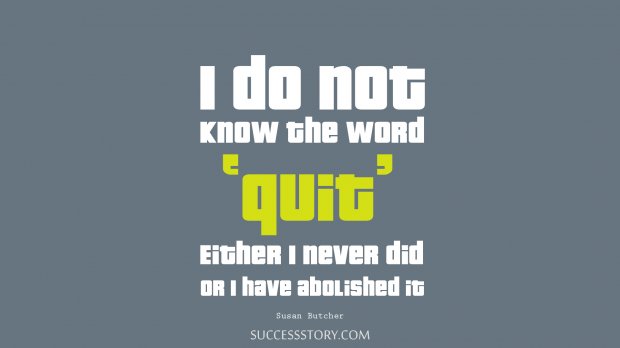 I do not
know the word
‘quit’
Either I never did
or I have abolished it
Susan Butcher
SUCCESSSTORY.COM